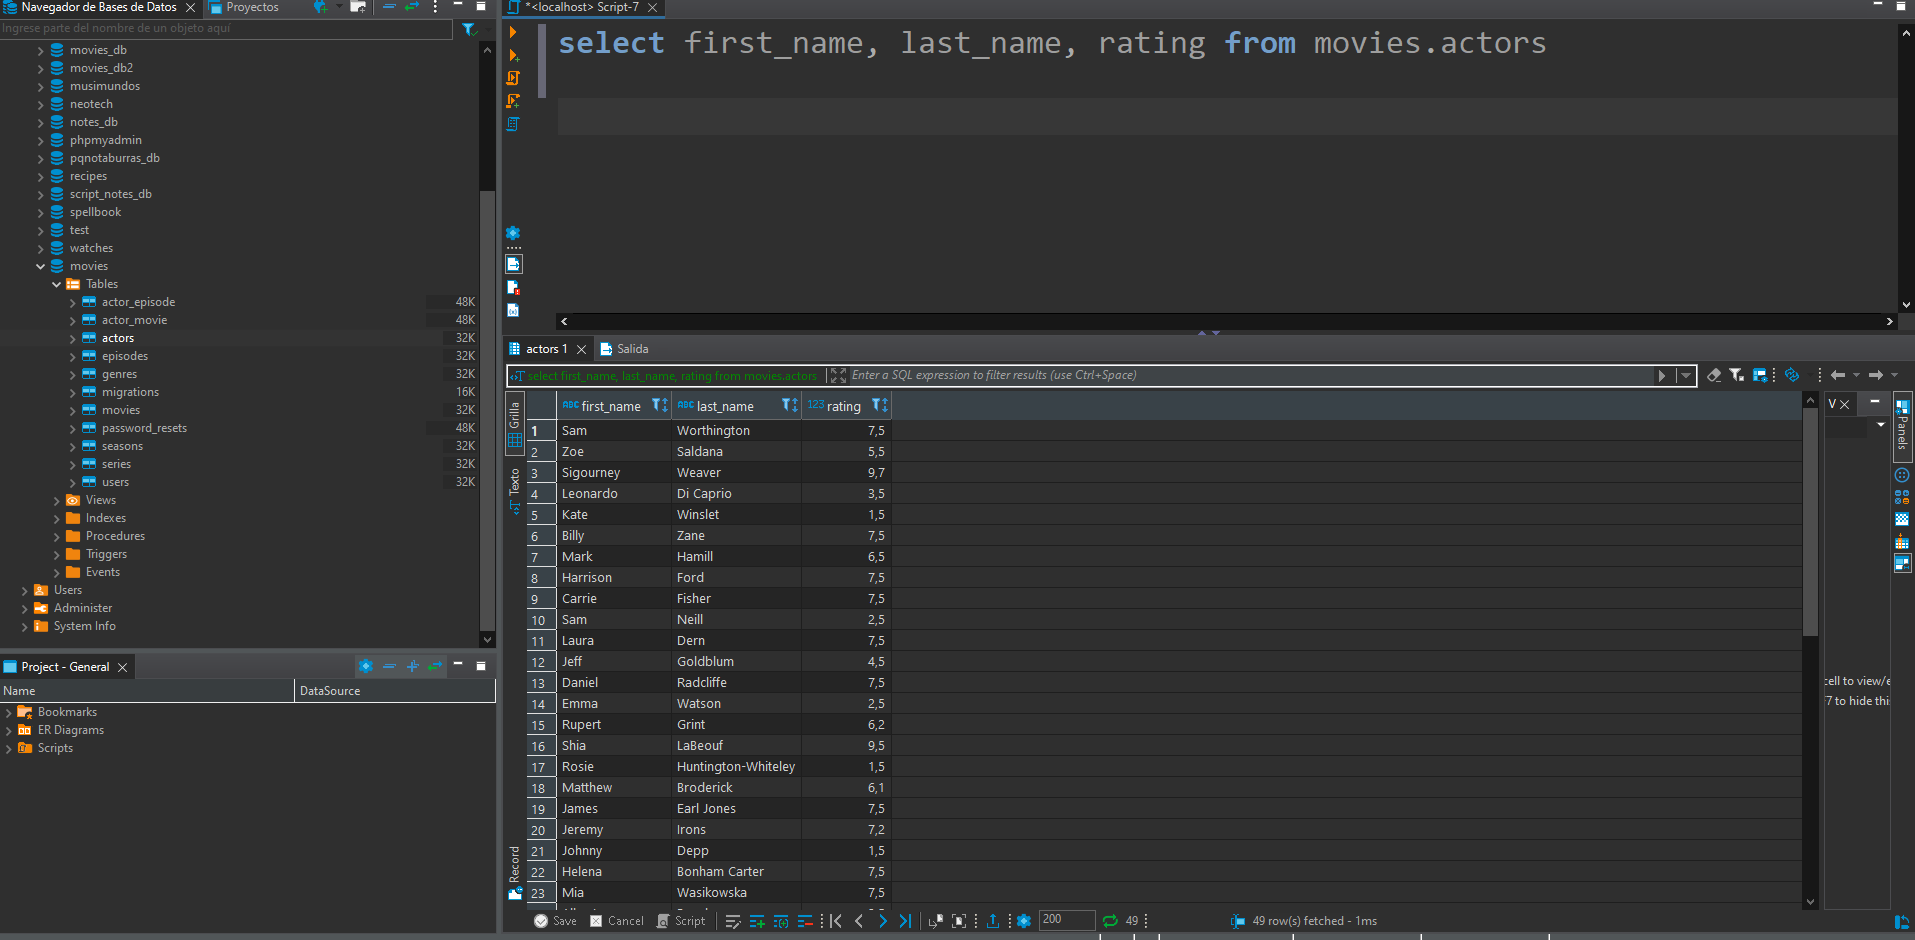 Navegador de Bases de Datos
Proyectos
Ingrese parte del nombre de un objeto aquí
movies_db
movies_db2
musimundos
neotech
notes_db
phpmyadmin
pqnotaburras_db
recipes
script_notes_db
spellbook
test
watches
movies
Tables
actor_episode 48K
actor_movie 48K
actors 32K
episodes 32K
genres 32K
migrations 16K
movies 32K
password_resets 48K
seasons 32K
series 32K
users 32K
Views
Indexes
Procedures
Triggers
Events
Users
Administer
System Info
Project - General
Name DataSource
Bookmarks
ER Diagrams
Scripts
*<localhost> Script-7
select first_name, last_name, rating from movies.actors
actors 1
Salida
select first_name, last_name, rating from movies.actors
Enter a SQL expression to filter results (use Ctrl+Space)
Grilla
Texto
Record
ABC first_name ABC last_name 123 rating
1 Sam Worthington 7,5
2 Zoe Saldana 5,5
3 Sigourney Weaver 9,7
4 Leonardo Di Caprio 3,5
5 Kate Winslet 1,5
6 Billy Zane 7,5
7 Mark Hamill 6,5
8 Harrison Ford 7,5
9 Carrie Fisher 7,5
10 Sam Neill 2,5
11 Laura Dern 7,5
12 Jeff Goldblum 4,5
13 Daniel Radcliffe 7,5
14 Emma Watson 2,5
15 Rupert Grint 6,2
16 Shia LaBeouf 9,5
17 Rosie Huntington-Whiteley 1,5
18 Matthew Broderick 6,1
19 James Earl Jones 7,5
20 Jeremy Irons 7,2
21 Johnny Depp 1,5
22 Helena Bonham Carter 7,5
23 Mia Wasikowska 7,5
V
Panels
cell to view/e
7 to hide thi
Save Cancel Script 200 49 49 row(s) fetched - 1ms